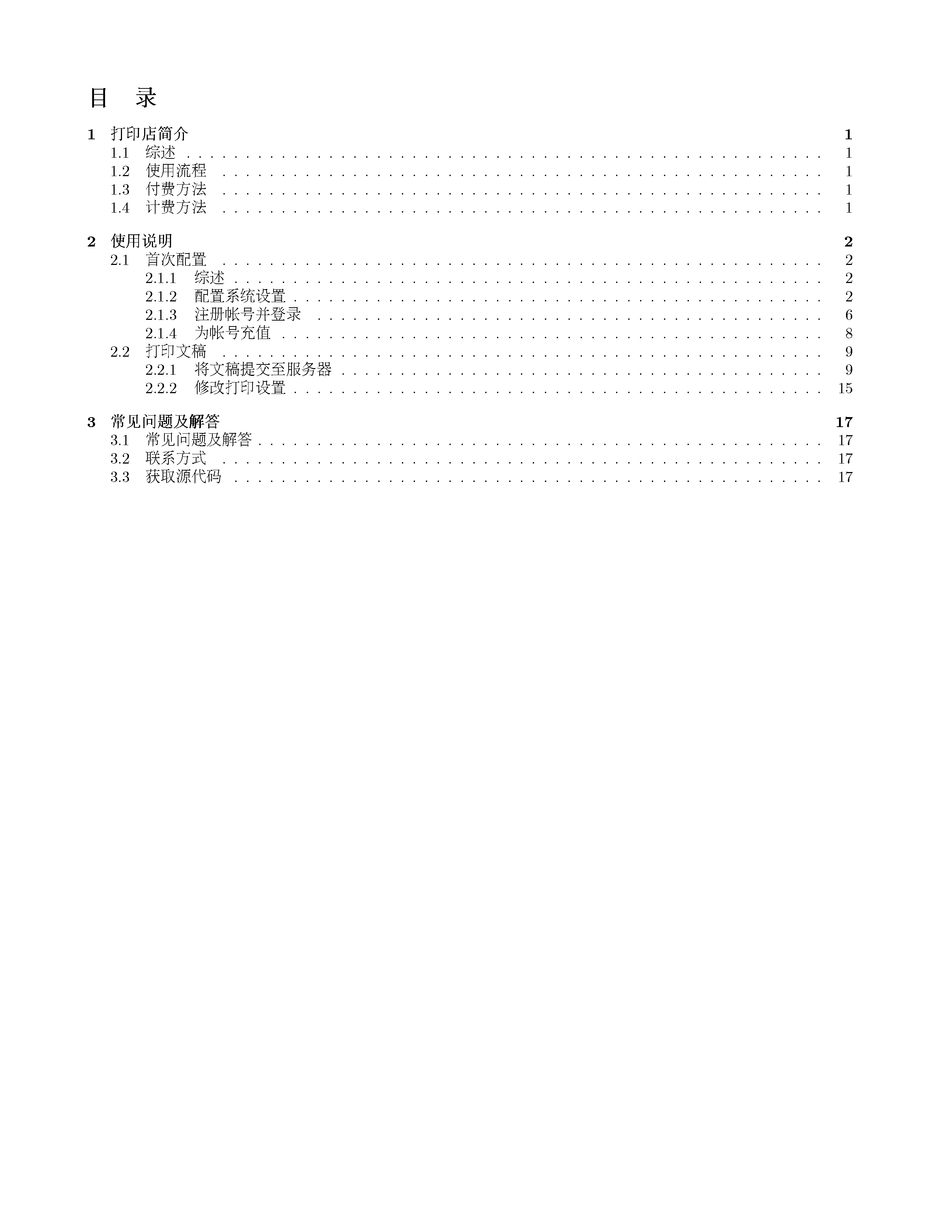 目 录
1 打印店简介 1
1.1 综述 . . . . . . . . . . . . . . . . . . . . . . . . . . . . . . . . . . . . . . . . . . . . . . . . . . . . . . . 1
1.2 使用流程 . . . . . . . . . . . . . . . . . . . . . . . . . . . . . . . . . . . . . . . . . . . . . . . . . . . . 1
1.3 付费方法 . . . . . . . . . . . . . . . . . . . . . . . . . . . . . . . . . . . . . . . . . . . . . . . . . . . . 1
1.4 计费方法 . . . . . . . . . . . . . . . . . . . . . . . . . . . . . . . . . . . . . . . . . . . . . . . . . . . . 1
2 使用说明 2
2.1 首次配置 . . . . . . . . . . . . . . . . . . . . . . . . . . . . . . . . . . . . . . . . . . . . . . . . . . . . 2
2.1.1 综述 . . . . . . . . . . . . . . . . . . . . . . . . . . . . . . . . . . . . . . . . . . . . . . . . . . . 2
2.1.2 配置系统设置 . . . . . . . . . . . . . . . . . . . . . . . . . . . . . . . . . . . . . . . . . . . . . . 2
2.1.3 注册帐号并登录 . . . . . . . . . . . . . . . . . . . . . . . . . . . . . . . . . . . . . . . . . . . . 6
2.1.4 为帐号充值 . . . . . . . . . . . . . . . . . . . . . . . . . . . . . . . . . . . . . . . . . . . . . . . 8
2.2 打印文稿 . . . . . . . . . . . . . . . . . . . . . . . . . . . . . . . . . . . . . . . . . . . . . . . . . . . . 9
2.2.1 将文稿提交至服务器 . . . . . . . . . . . . . . . . . . . . . . . . . . . . . . . . . . . . . . . . . . 9
2.2.2 修改打印设置 . . . . . . . . . . . . . . . . . . . . . . . . . . . . . . . . . . . . . . . . . . . . . . 15
3 常见问题及解答 17
3.1 常见问题及解答 . . . . . . . . . . . . . . . . . . . . . . . . . . . . . . . . . . . . . . . . . . . . . . . . . 17
3.2 联系方式 . . . . . . . . . . . . . . . . . . . . . . . . . . . . . . . . . . . . . . . . . . . . . . . . . . . . 17
3.3 获取源代码 . . . . . . . . . . . . . . . . . . . . . . . . . . . . . . . . . . . . . . . . . . . . . . . . . . . 17